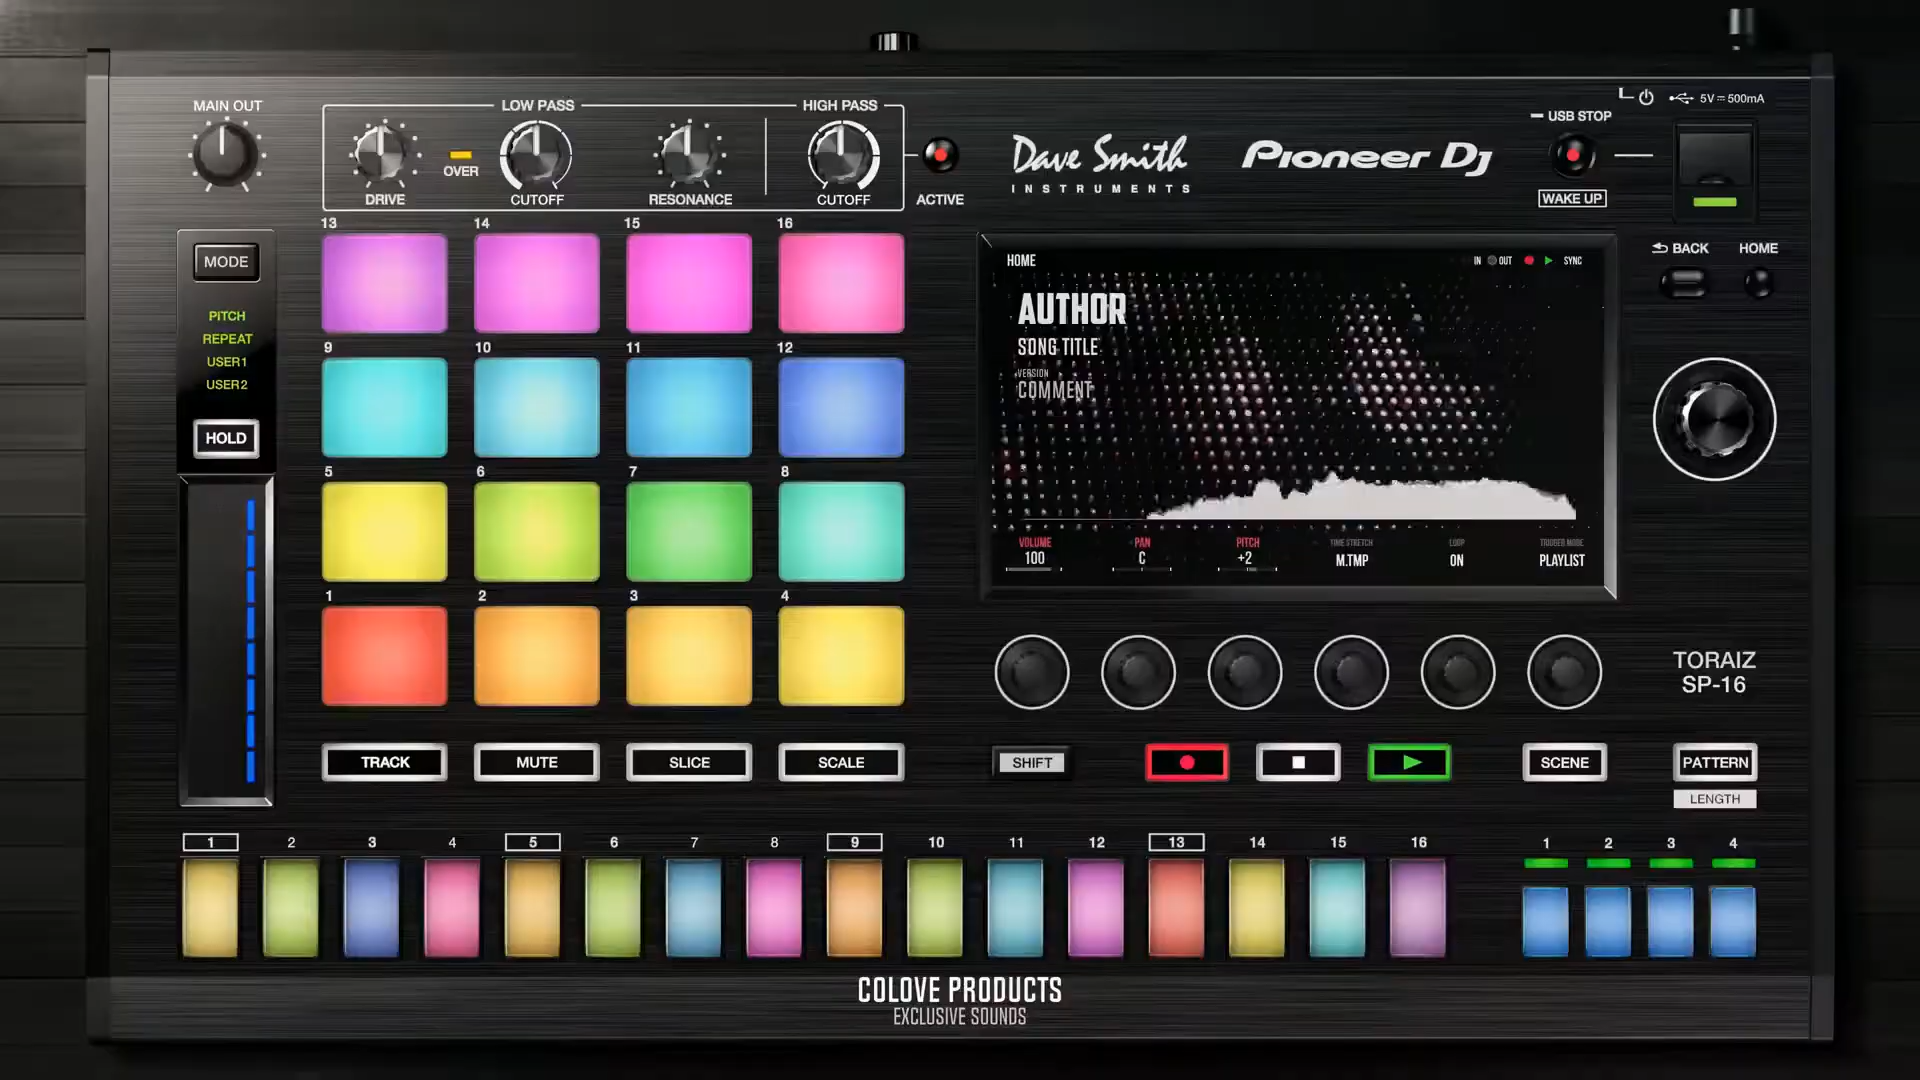 MAIN OUT
LOW PASS
HIGH PASS
OVER
DRIVE
CUTOFF
RESONANCE
CUTOFF
ACTIVE
Dave Smith
INSTRUMENTS
Pioneer Dj
USB STOP
5V 500mA
WAKE UP
BACK
HOME
MODE
PITCH
REPEAT
USER1
USER2
HOLD
13 14 15 16
9 10 11 12
5 6 7 8
1 2 3 4
HOME
IN OUT SYNC
AUTHOR
SONG TITLE
VERSION
COMMENT
VOLUME PAN PITCH TIME STRETCH LOOP TRIGGER MODE
100 C +2 M.TMP ON PLAYLIST
TORAIZ
SP-16
TRACK MUTE SLICE SCALE
SHIFT
SCENE
PATTERN
LENGTH
1 2 3 4 5 6 7 8 9 10 11 12 13 14 15 16
1 2 3 4
COLOVE PRODUCTS
EXCLUSIVE SOUNDS